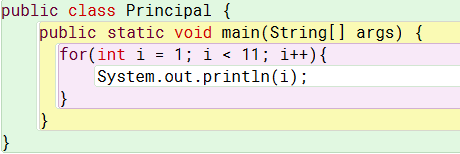 public class Principal {
public static void main(String[] args) {
for(int i = 1; i < 11; i++){
System.out.println(i);
}
}
}